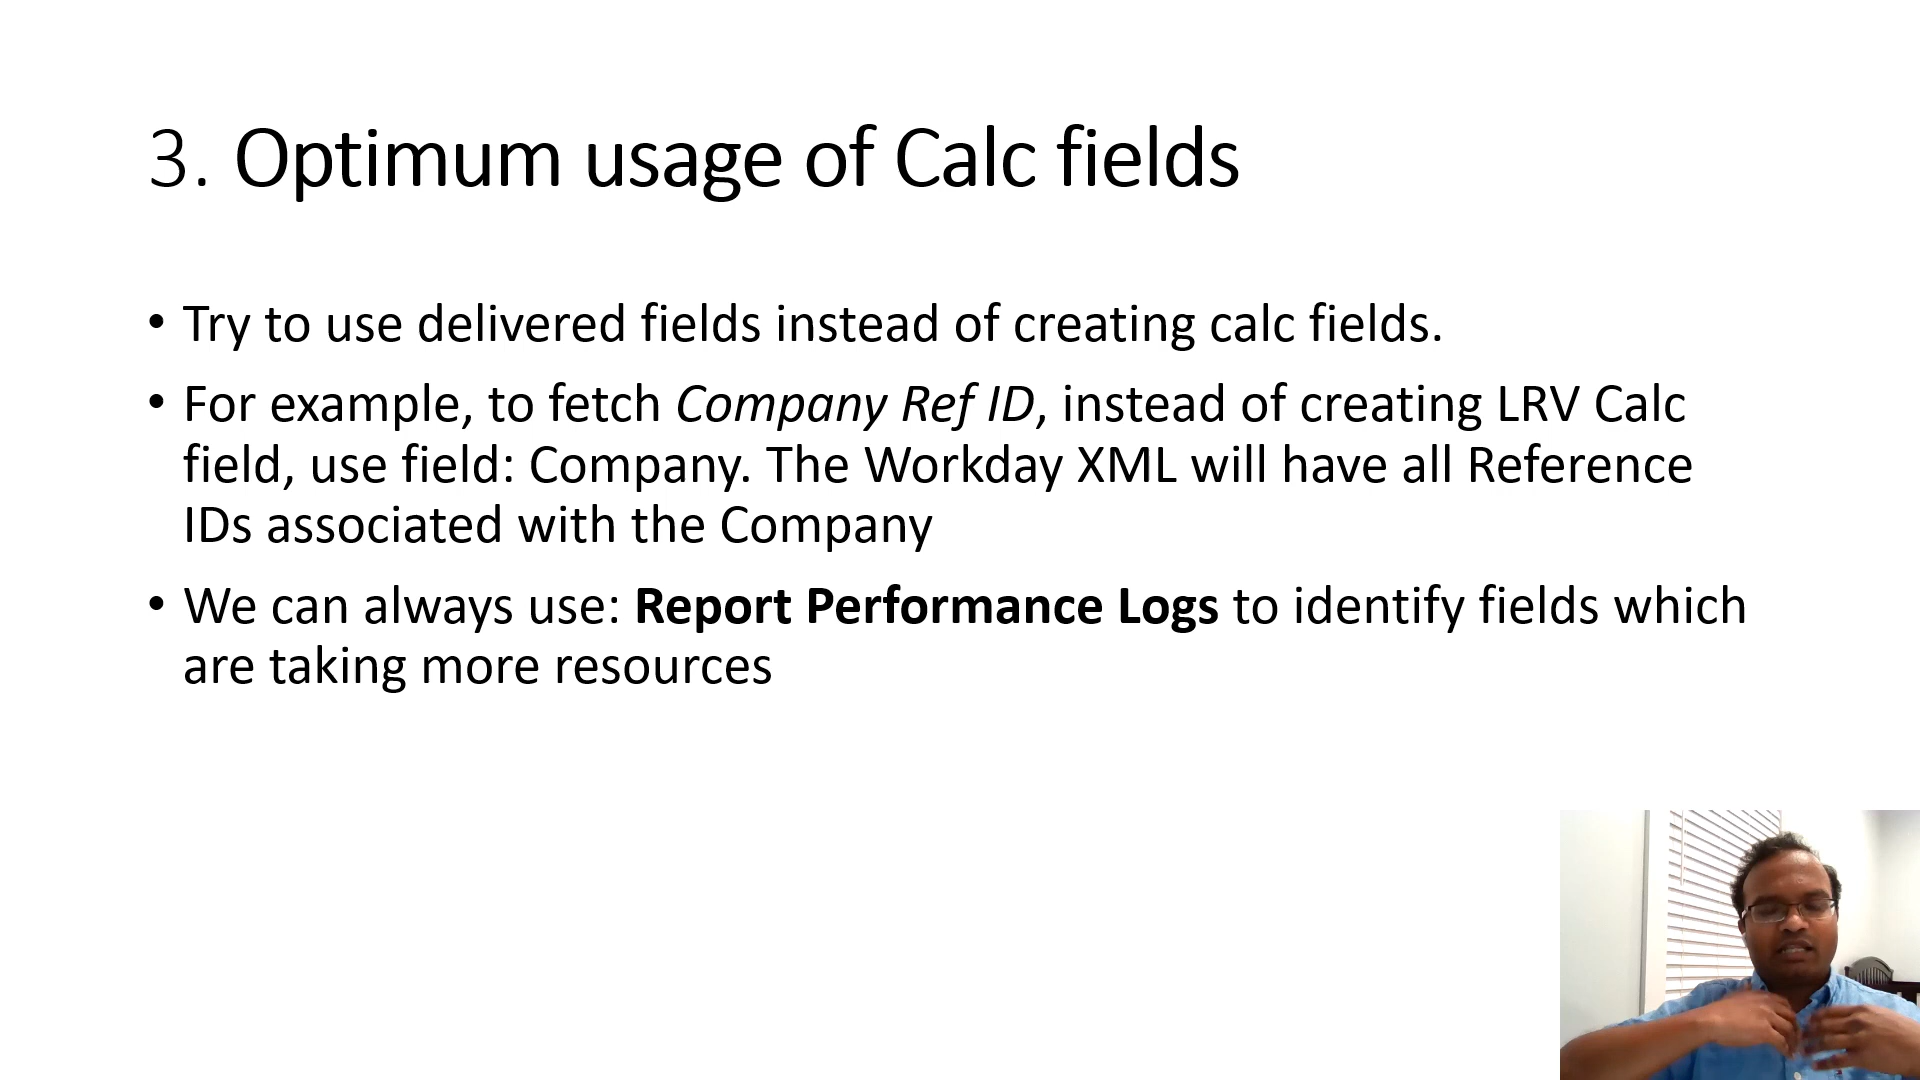 3. Optimum usage of Calc fields
• Try to use delivered fields instead of creating calc fields.
• For example, to fetch Company Ref ID, instead of creating LRV Calc
field, use field: Company. The Workday XML will have all Reference
IDs associated with the Company
• We can always use: Report Performance Logs to identify fields which
are taking more resources